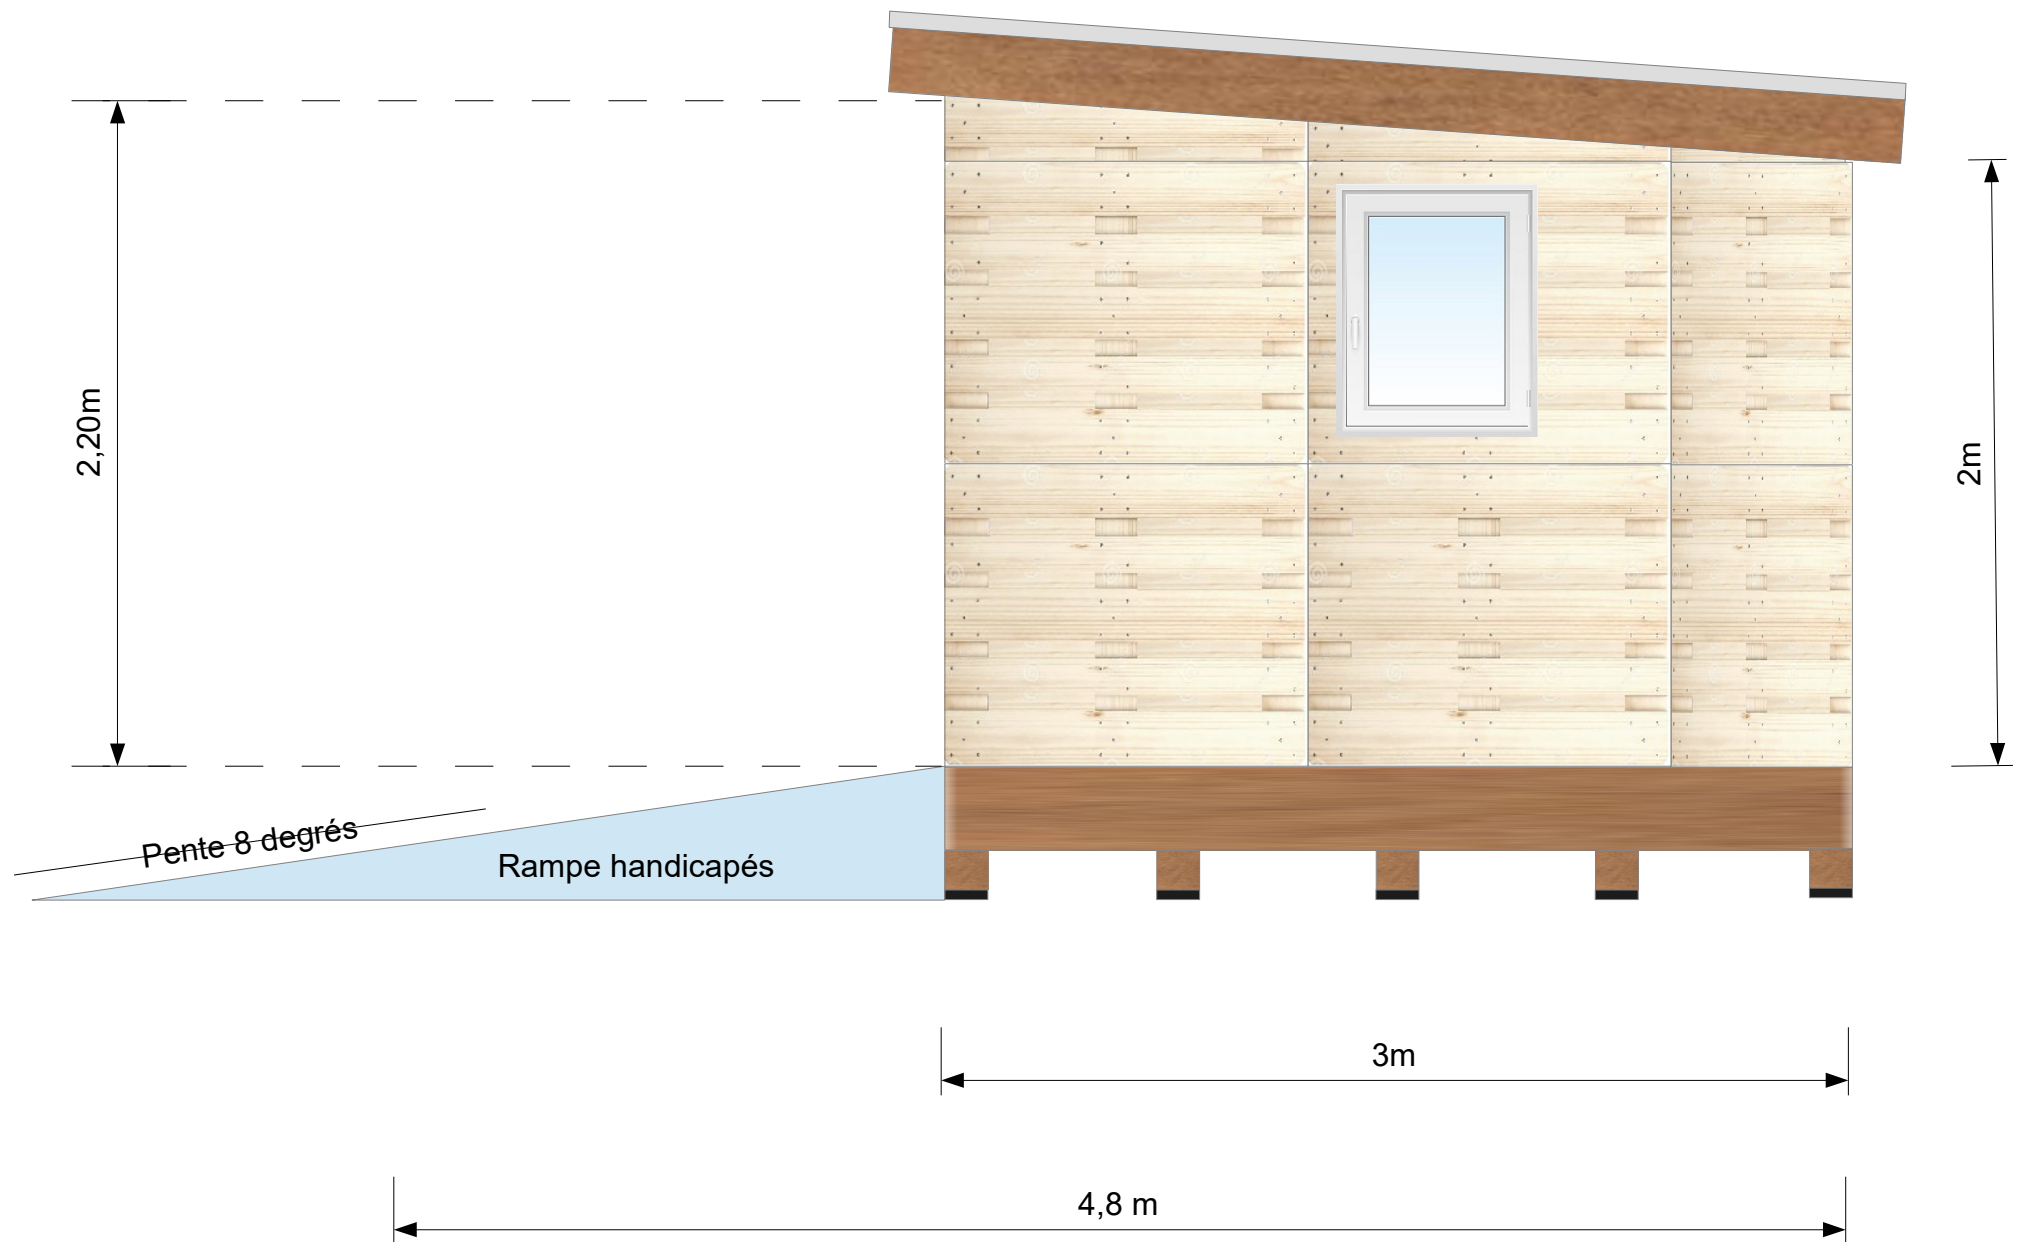 2,20m
2m
Pente 8 degrés
Rampe handicapés
3m
4,8 m